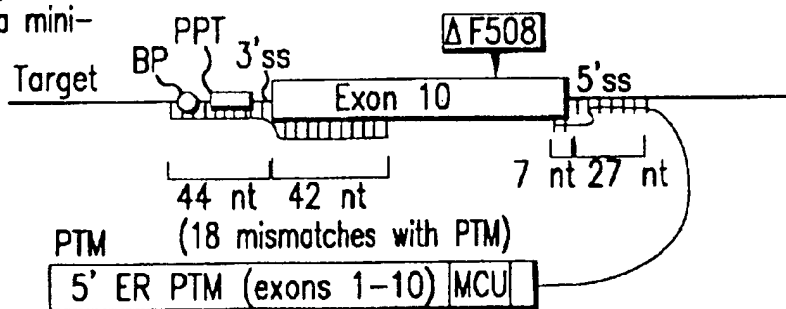 a mini-
Target
BP
PPT
3'ss
Exon 10
Δ F508
5'ss
44 nt
42 nt
7 nt
27 nt
(18 mismatches with PTM)
PTM
5' ER PTM (exons 1-10)
MCU